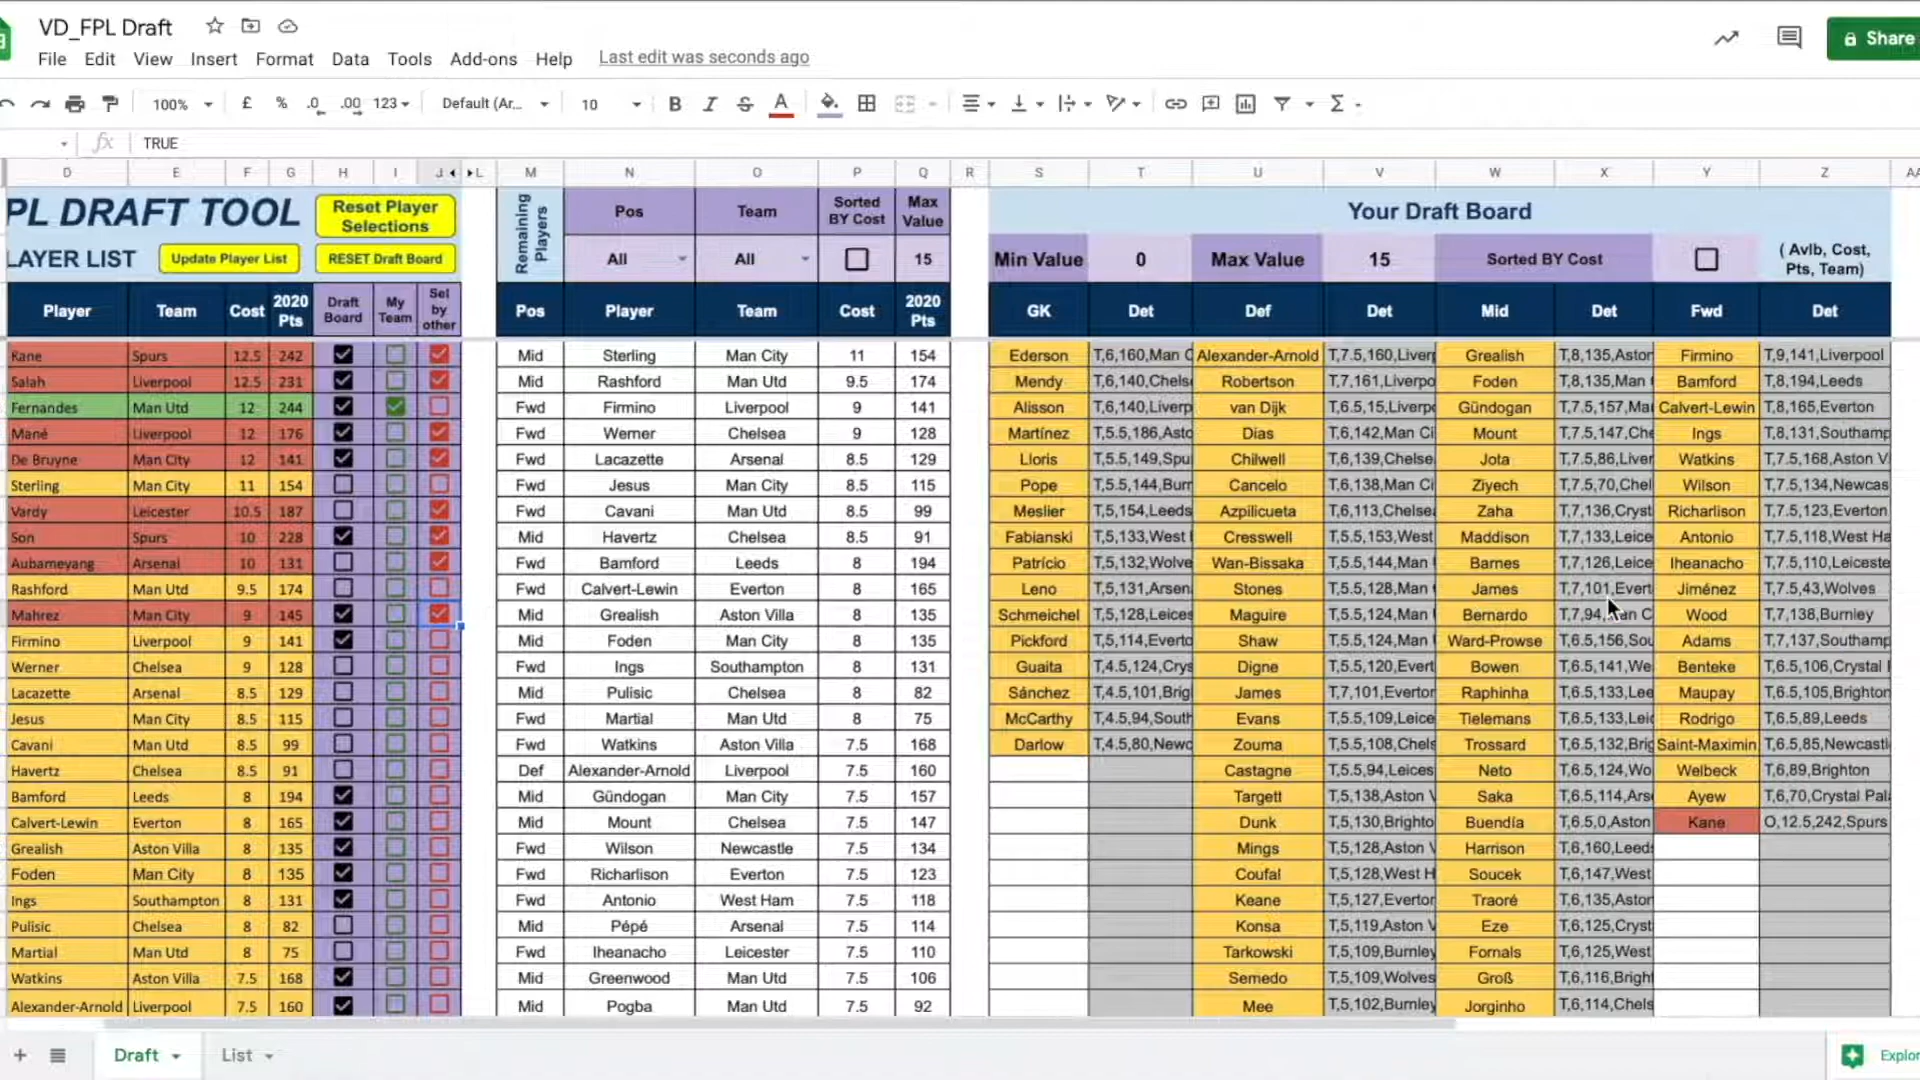 VD_FPL Draft
Share
File Edit View Insert Format Data Tools Add-ons Help Last edit was seconds ago
100% £ % .0 .00 123 Default (Ar... 10 B I S A Σ
fx TRUE
D E F G H I J L M N O P Q R S T U V W X Y Z AA
PL DRAFT TOOL Reset Player Selections Remaining Players Pos Team Sorted BY Cost Max Value Your Draft Board
LAYER LIST Update Player List RESET Draft Board All All 15 Min Value 0 Max Value 15 Sorted BY Cost ( Avlb, Cost, Pts, Team)
Player Team Cost 2020 Pts Draft Board My Team Sel by other Pos Player Team Cost 2020 Pts GK Det Def Det Mid Det Fwd Det
Kane Spurs 12.5 242 Mid Sterling Man City 11 154 Ederson T,6,160,Man C Alexander-Arnold T,7.5,160,Liverp Grealish T,8,135,Aston Firmino T,9,141,Liverpool
Salah Liverpool 12.5 231 Mid Rashford Man Utd 9.5 174 Mendy T,6,140,Chelse Robertson T,7,161,Liverpo Foden T,8,135,Man Bamford T,8,194,Leeds
Fernandes Man Utd 12 244 Fwd Firmino Liverpool 9 141 Alisson T,6,140,Liverp van Dijk T,6.5,15,Liverp Gündogan T,7.5,157,Mai Calvert-Lewin T,8,165,Everton
Mané Liverpool 12 176 Fwd Werner Chelsea 9 128 Martínez T,5.5,186,Asto Dias T,6,142,Man Ci Mount T,7.5,147,Che Ings T,8,131,Southamp
De Bruyne Man City 12 141 Fwd Lacazette Arsenal 8.5 129 Lloris T,5.5,149,Spu Chilwell T,6,139,Chelse Jota T,7.5,86,Liver Watkins T,7.5,168,Aston V
Sterling Man City 11 154 Fwd Jesus Man City 8.5 115 Pope T,5.5,144,Burr Cancelo T,6,138,Man Ci Ziyech T,7.5,70,Chel Wilson T,7.5,134,Newcas
Vardy Leicester 10.5 187 Fwd Cavani Man Utd 8.5 99 Meslier T,5,154,Leeds Azpilicueta T,6,113,Chelse Zaha T,7,136,Cryst Richarlison T,7.5,123,Everton
Son Spurs 10 228 Mid Havertz Chelsea 8.5 91 Fabianski T,5,133,West Cresswell T,5.5,153,West Maddison T,7,133,Leice Antonio T,7.5,118,West Ha
Aubameyang Arsenal 10 131 Fwd Bamford Leeds 8 194 Patrício T,5,132,Wolve Wan-Bissaka T,5.5,144,Man Barnes T,7,126,Leice Iheanacho T,7.5,110,Leiceste
Rashford Man Utd 9.5 174 Fwd Calvert-Lewin Everton 8 165 Leno T,5,131,Arsen Stones T,5.5,128,Man James T,7,101,Evert Jiménez T,7.5,43,Wolves
Mahrez Man City 9 145 Mid Grealish Aston Villa 8 135 Schmeichel T,5,128,Leices Maguire T,5.5,124,Man Bernardo T,7,94,Man C Wood T,7,138,Burnley
Firmino Liverpool 9 141 Mid Foden Man City 8 135 Pickford T,5,114,Everto Shaw T,5.5,124,Man Ward-Prowse T,6.5,156,Sou Adams T,7,137,Southamp
Werner Chelsea 9 128 Fwd Ings Southampton 8 131 Guaita T,4.5,124,Crys Digne T,5.5,120,Evert Bowen T,6.5,141,We Benteke T,6.5,106,Crystal
Lacazette Arsenal 8.5 129 Mid Pulisic Chelsea 8 82 Sánchez T,4.5,101,Brig James T,7,101,Everton Raphinha T,6.5,133,Lee Maupay T,6.5,105,Brighton
Jesus Man City 8.5 115 Fwd Martial Man Utd 8 75 McCarthy T,4.5,94,South Evans T,5.5,109,Leice Tielemans T,6.5,133,Leic Rodrigo T,6.5,89,Leeds
Cavani Man Utd 8.5 99 Fwd Watkins Aston Villa 7.5 168 Darlow T,4.5,80,Newc Zouma T,5.5,108,Chels Trossard T,6.5,132,Brig Saint-Maximin T,6.5,85,Newcastl
Havertz Chelsea 8.5 91 Def Alexander-Arnold Liverpool 7.5 160 Castagne T,5.5,94,Leices Neto T,6.5,124,Wo Welbeck T,6,89,Brighton
Bamford Leeds 8 194 Mid Gündogan Man City 7.5 157 Targett T,5,138,Aston V Saka T,6.5,114,Ars Ayew T,6,70,Crystal Pal
Calvert-Lewin Everton 8 165 Mid Mount Chelsea 7.5 147 Dunk T,5,130,Brighto Buendía T,6.5,0,Aston Kane O,12.5,242,Spurs
Grealish Aston Villa 8 135 Fwd Wilson Newcastle 7.5 134 Mings T,5,128,Aston V Harrison T,6,160,Leeds
Foden Man City 8 135 Fwd Richarlison Everton 7.5 123 Coufal T,5,128,West H Soucek T,6,147,West
Ings Southampton 8 131 Fwd Antonio West Ham 7.5 118 Keane T,5,127,Everton Traoré T,6,135,Aston
Pulisic Chelsea 8 82 Mid Pépé Arsenal 7.5 114 Konsa T,5,119,Aston V Eze T,6,125,Cryst
Martial Man Utd 8 75 Fwd Iheanacho Leicester 7.5 110 Tarkowski T,5,109,Burnley Fornals T,6,125,West
Watkins Aston Villa 7.5 168 Mid Greenwood Man Utd 7.5 106 Semedo T,5,109,Wolves Groß T,6,116,Bright
Alexander-Arnold Liverpool 7.5 160 Mid Pogba Man Utd 7.5 92 Mee T,5,102,Burnley Jorginho T,6,114,Chels
Draft List Explor